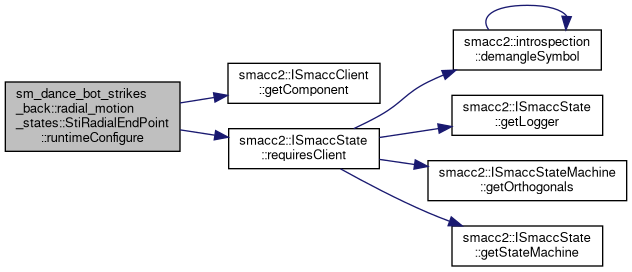 sm_dance_bot_strikes
_back::radial_motion
_states::StiRadialEndPoint
::runtimeConfigure
smacc2::ISmaccClient
::getComponent
smacc2::ISmaccState
::requiresClient
smacc2::introspection
::demangleSymbol
smacc2::ISmaccState
::getLogger
smacc2::ISmaccStateMachine
::getOrthogonals
smacc2::ISmaccState
::getStateMachine